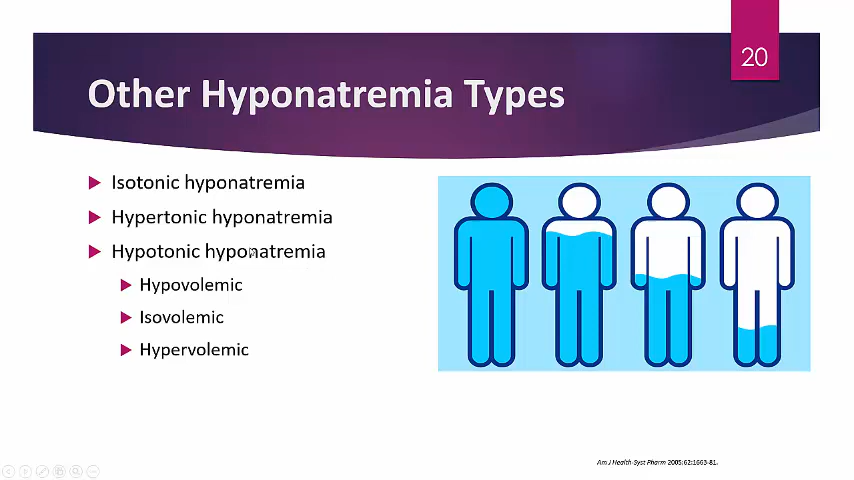 20
Other Hyponatremia Types
Isotonic hyponatremia
Hypertonic hyponatremia
Hypotonic hyponatremia
Hypovolemic
Isovolemic
Hypervolemic
Am J Health-Syst Pharm 2005;62:1663-81.